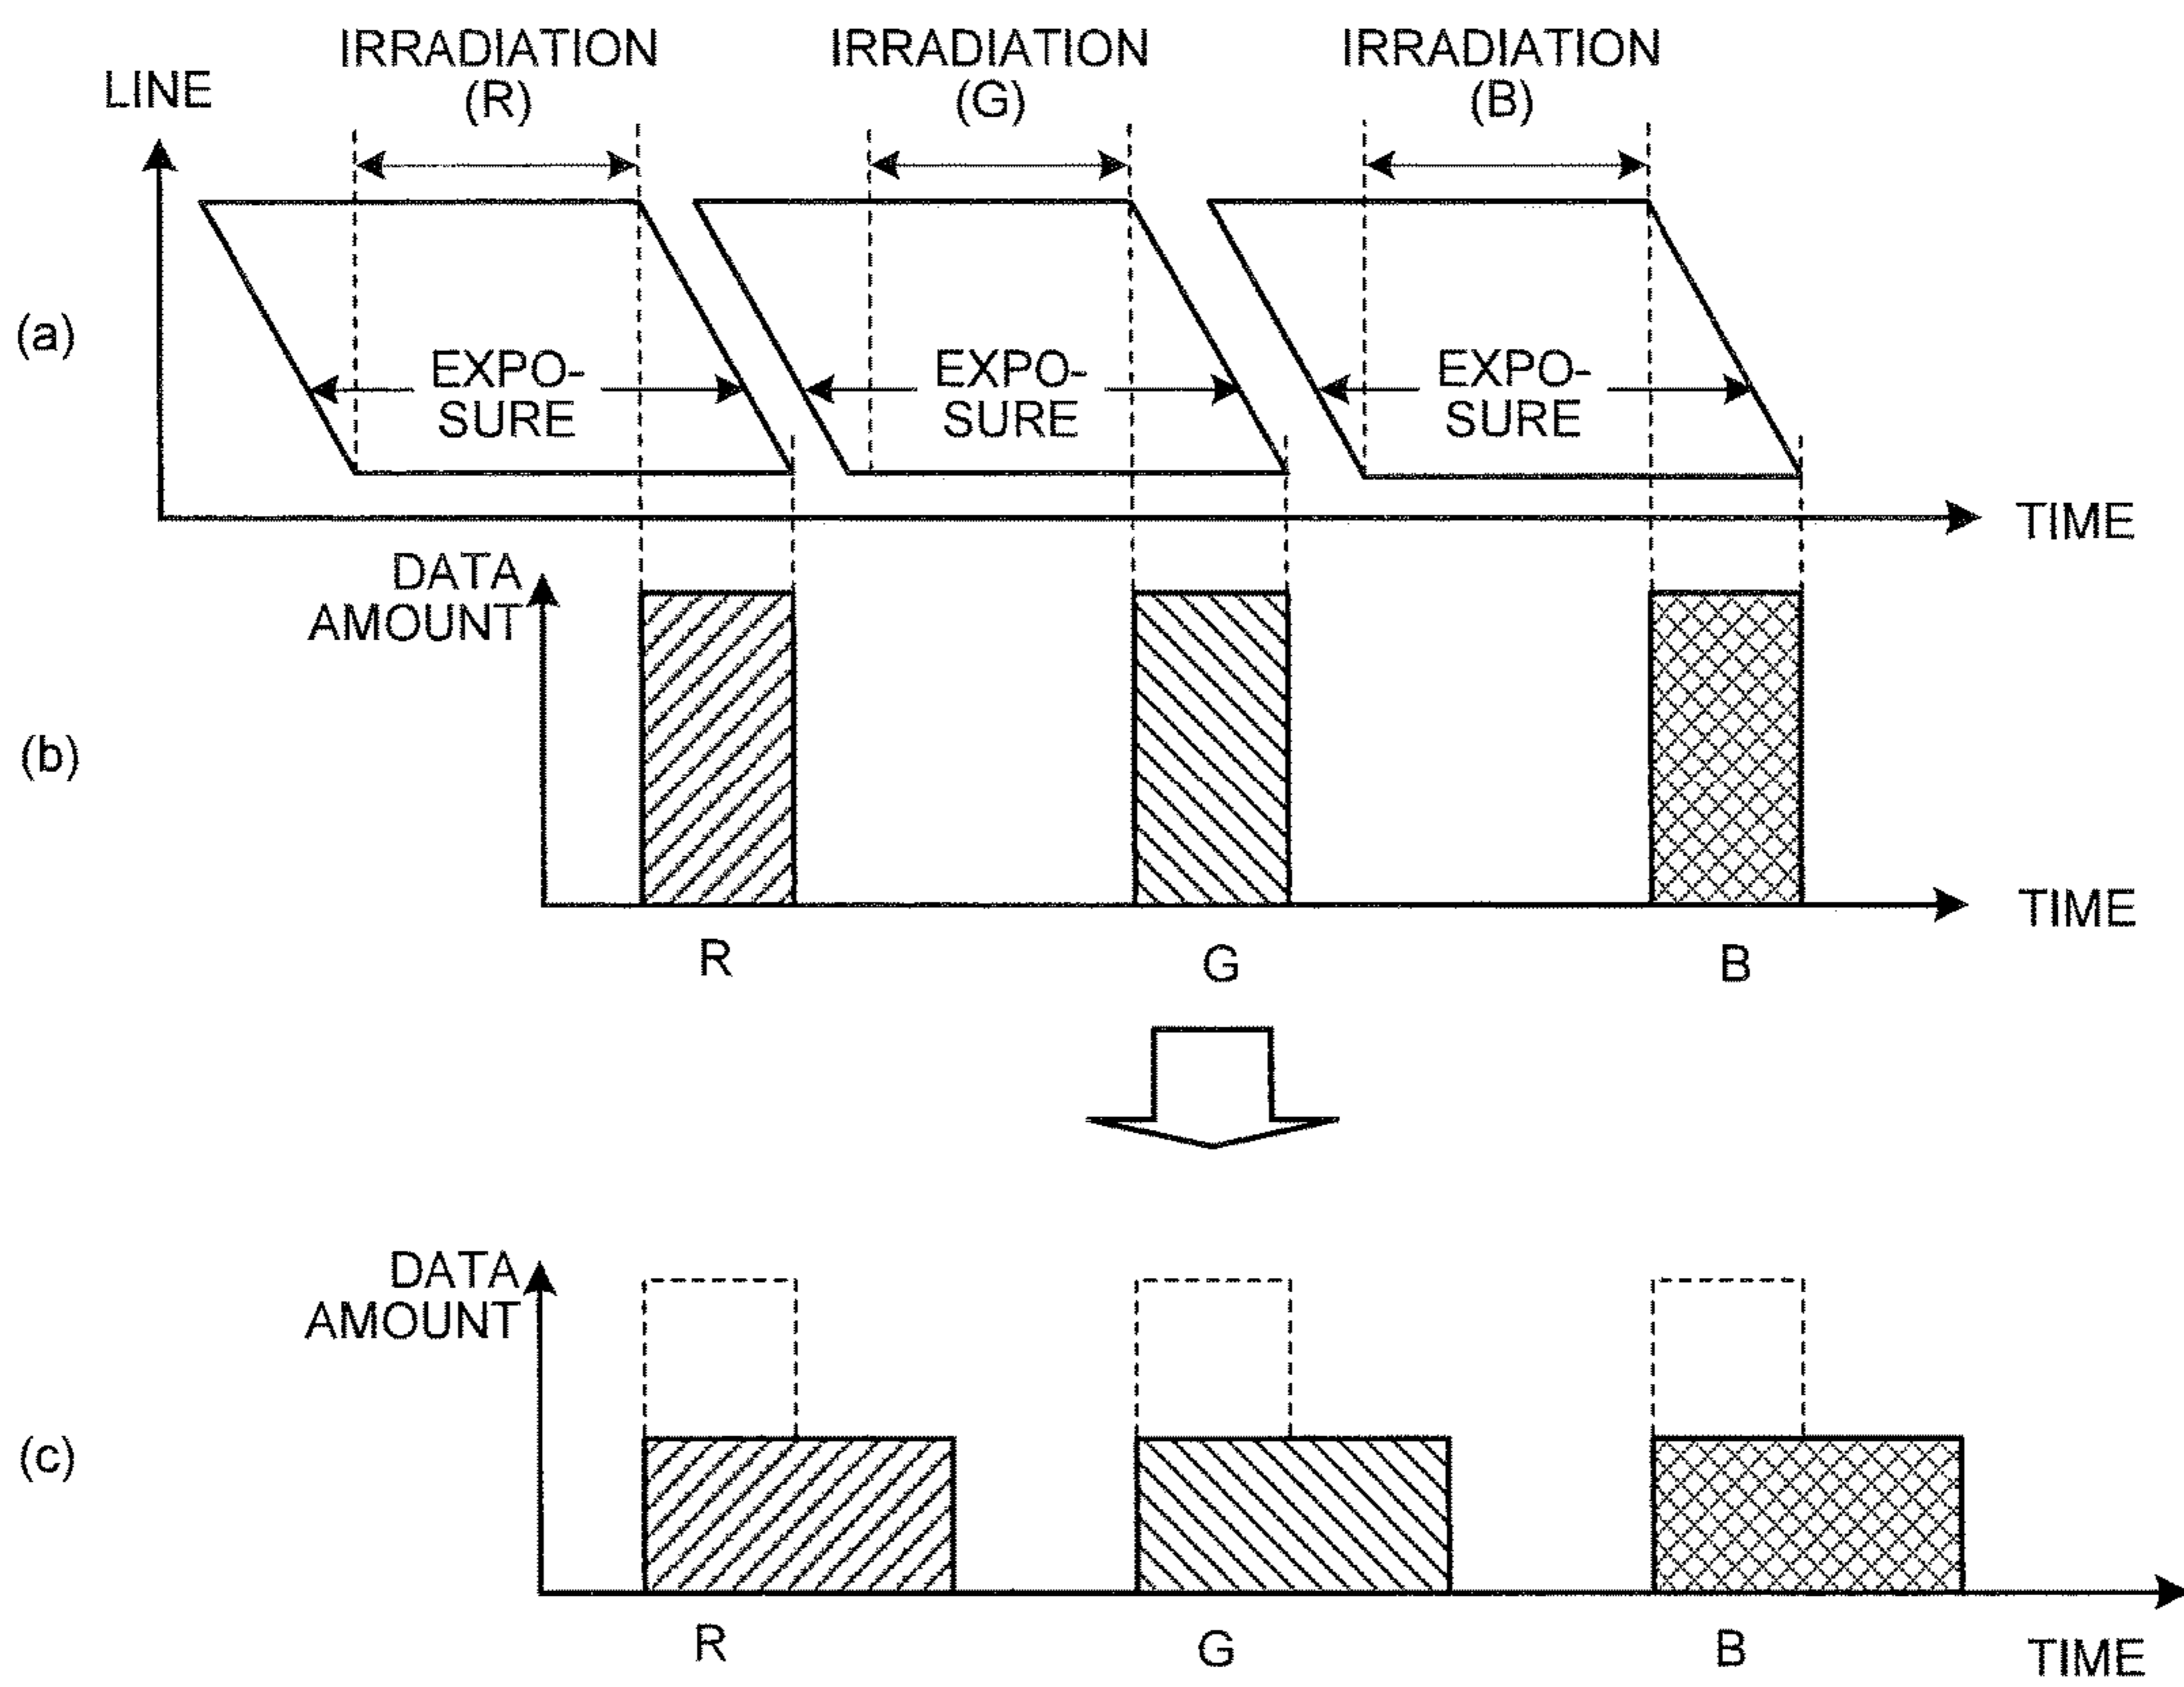 IRRADIATION IRRADIATION IRRADIATION
LINE (R) (G) (B)
(a)
EXPO- EXPO- EXPO-
SURE SURE SURE
TIME
DATA
AMOUNT
(b)
TIME
R G B
DATA
AMOUNT
(c)
R G B
TIME